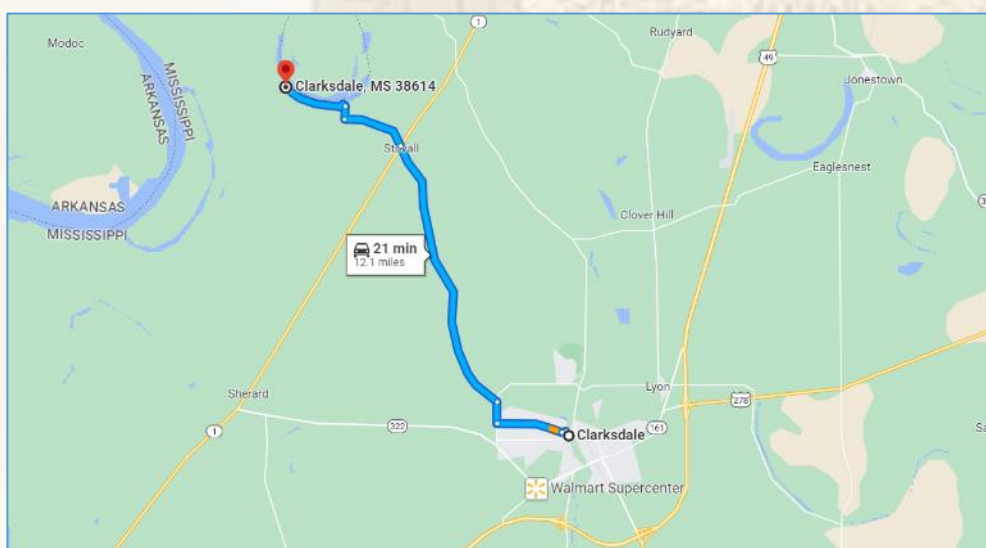 1
Modoc
Rudyard
49
MISSISSIPPI
ARKANSAS
Clarksdale, MS 38614
Jonestown
Stovall
Eaglesnest
ARKANSAS
MISSISSIPPI
Clover Hill
21 min
12.1 miles
Sherard
Lyon
278
322
161
1
Clarksdale
Walmart Supercenter